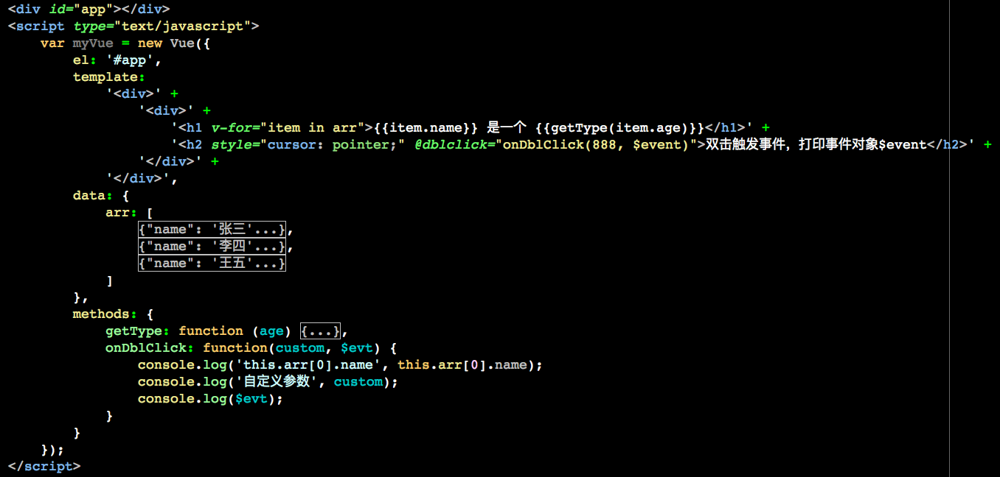 <div id="app"></div>
<script type="text/javascript">
    var myVue = new Vue({
        el: '#app',
        template:
            '<div>' +
                '<div>' +
                    '<h1 v-for="item in arr">{{item.name}} 是一个 {{getType(item.age)}}</h1>' +
                    '<h2 style="cursor: pointer;" @dblclick="onDblClick(888, $event)">双击触发事件，打印事件对象$event</h2>' +
                '</div>' +
            '</div>',
        data: {
            arr: [
                {"name": '张三'...},
                {"name": '李四'...},
                {"name": '王五'...}
            ]
        },
        methods: {
            getType: function (age) {...},
            onDblClick: function(custom, $evt) {
                console.log('this.arr[0].name', this.arr[0].name);
                console.log('自定义参数', custom);
                console.log($evt);
            }
        }
    });
</script>